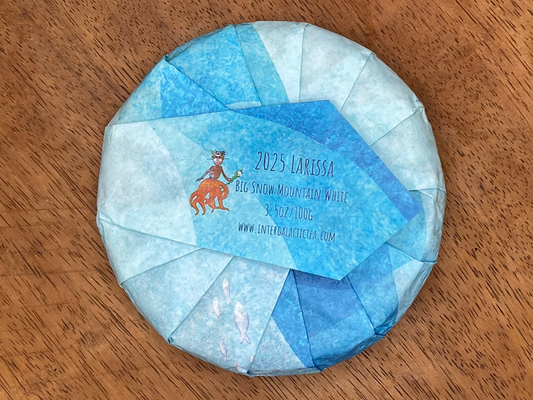 2025 Larissa
Big Snow Mountain White
3.5oz/100g
www.intergalactictea.com